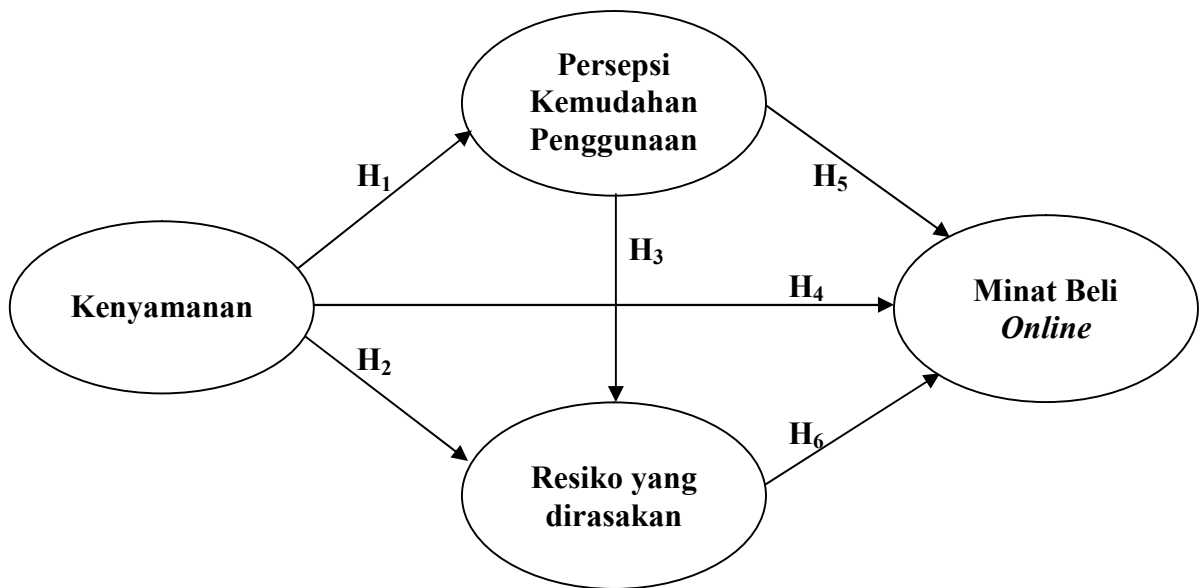 Persepsi
Kemudahan
Penggunaan
H₁
H₅
H₃
Kenyamanan
H₄
Minat Beli
Online
H₂
H₆
Resiko yang
dirasakan